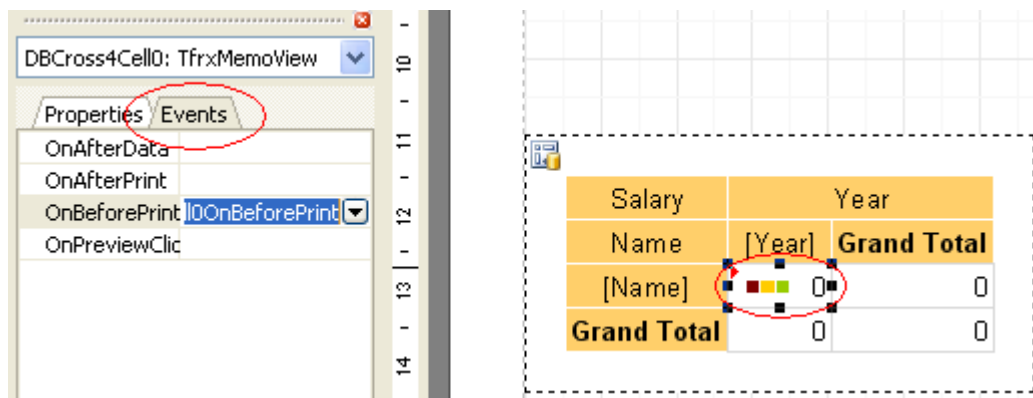 DBCross4Cell0: TfrxMemoView
Properties Events
OnAfterData
OnAfterPrint
OnBeforePrint ll0OnBeforePrint
OnPreviewClic
10
11
12
13
14
Salary Year
Name [Year] Grand Total
[Name] 0 0
Grand Total 0 0